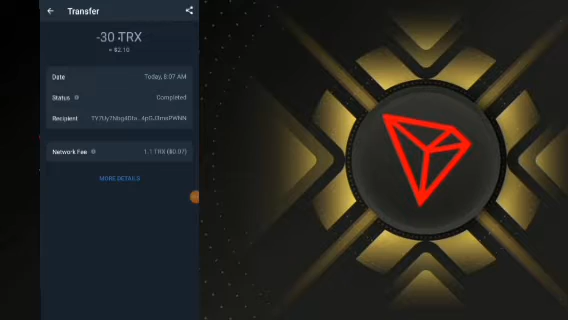 Transfer
-30 TRX
≈ $2.10
Date Today, 8:07 AM
Status Completed
Recipient
Network Fee 1.1 TRX ($0.07)
MORE DETAILS